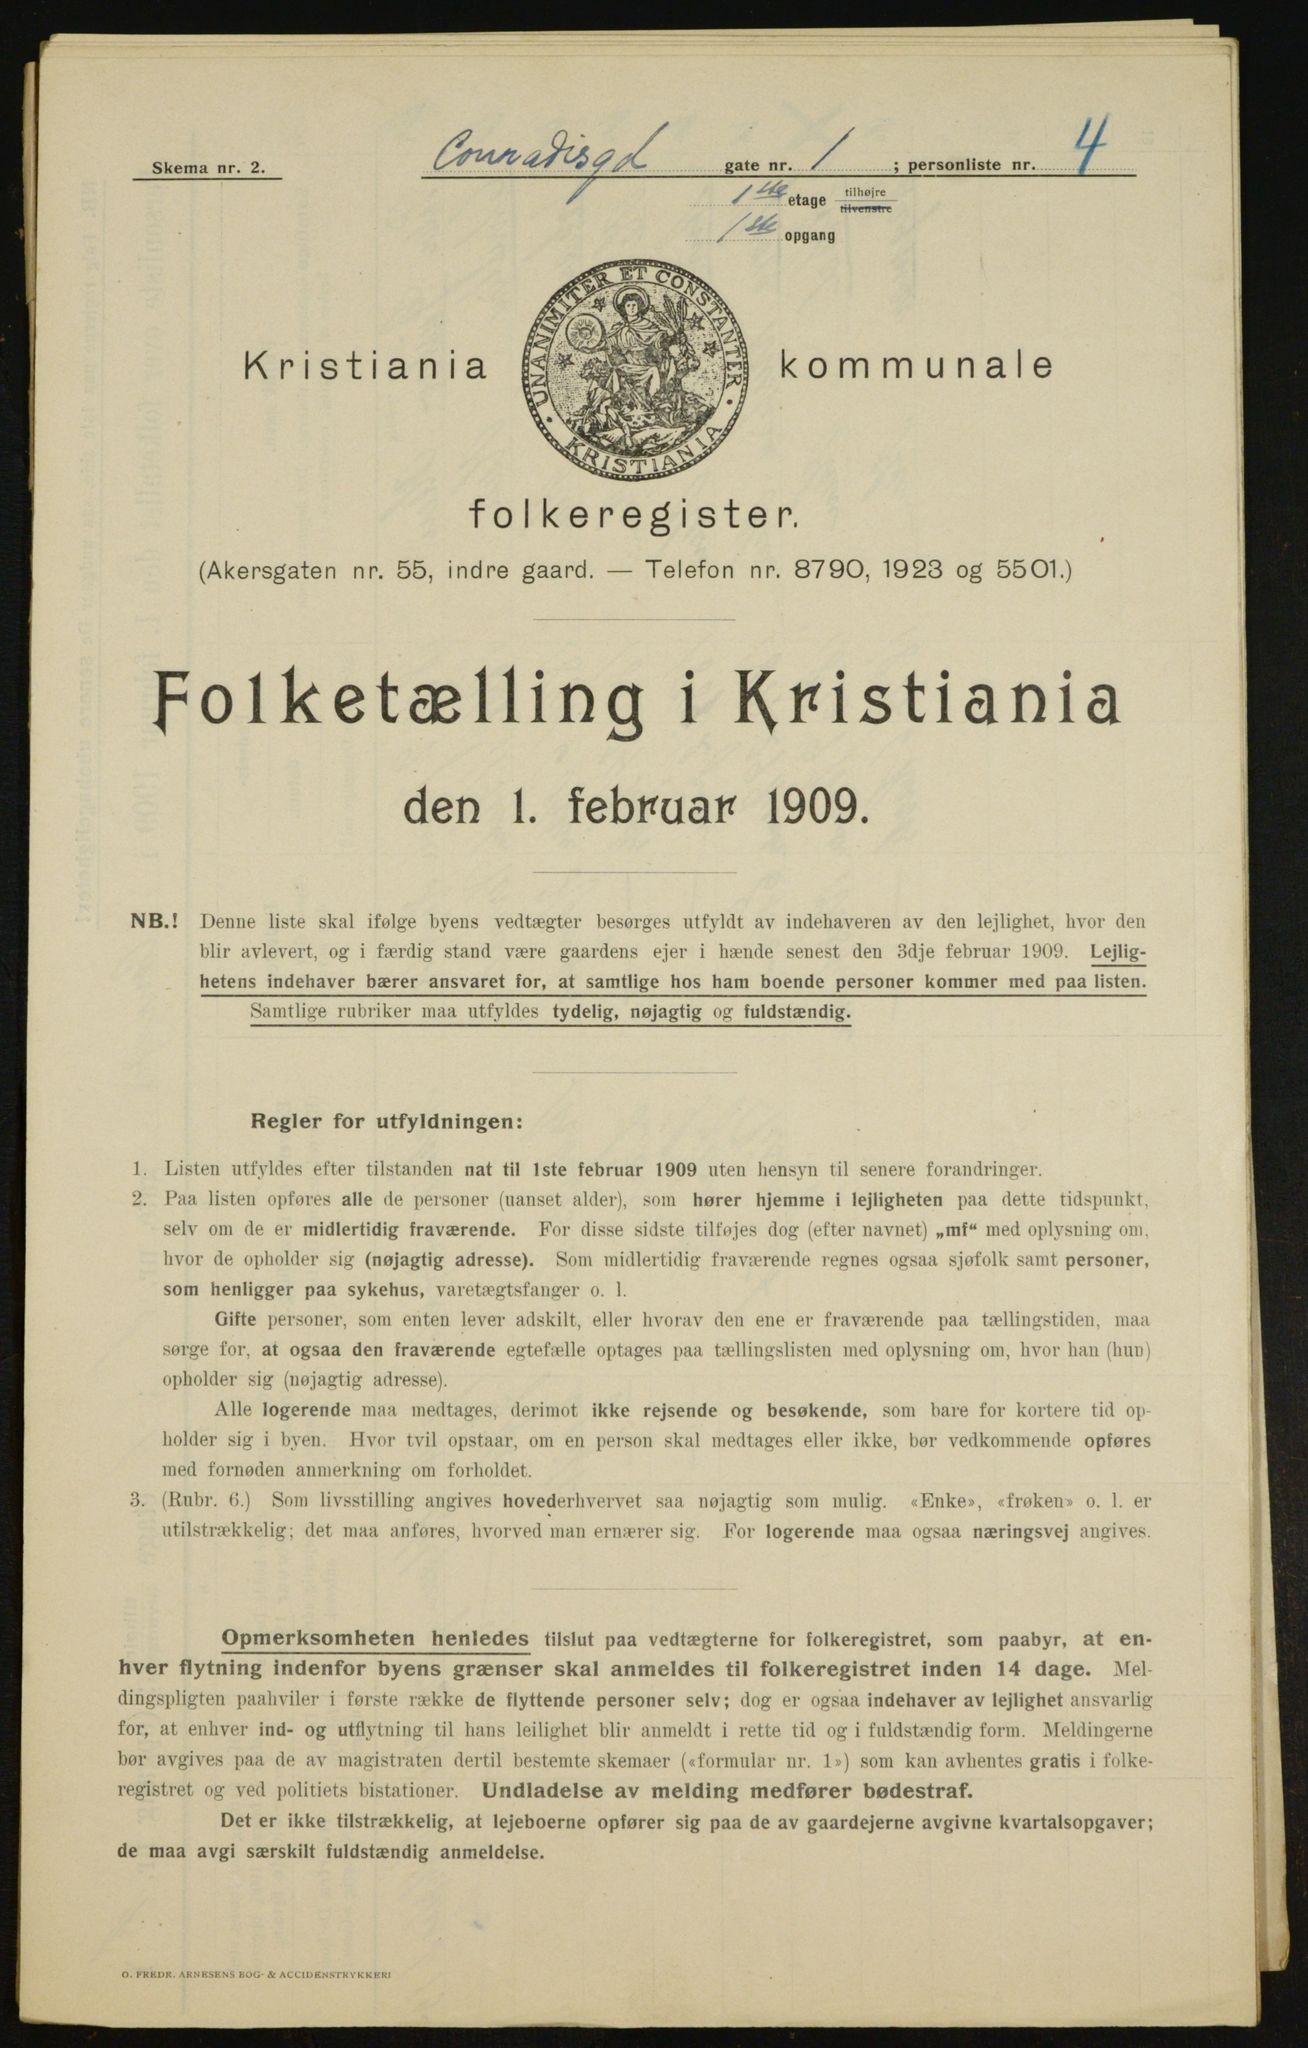 Skema nr. 2.
Conradisgd gate nr. 1 ; personliste nr. 4
1ste etage tilhøjre tilvenstre
1ste opgang
UNANIMITER ET CONSTANTER
KRISTIANIA
Kristiania kommunale
folkeregister.
(Akersgaten nr. 55, indre gaard. — Telefon nr. 8790, 1923 og 5501.)
Folketælling i Kristiania
den 1. februar 1909.
NB.! Denne liste skal ifølge byens vedtægter besørges utfyldt av indehaveren av den lejlighet, hvor den
blir avlevert, og i færdig stand være gaardens ejer i hænde senest den 3dje februar 1909. Lejlig-
hetens indehaver bærer ansvaret for, at samtlige hos ham boende personer kommer med paa listen.
Samtlige rubriker maa utfyldes tydelig, nøjagtig og fuldstændig.
Regler for utfyldningen:
1. Listen utfyldes efter tilstanden nat til 1ste februar 1909 uten hensyn til senere forandringer.
2. Paa listen opføres alle de personer (uanset alder), som hører hjemme i lejligheten paa dette tidspunkt,
selv om de er midlertidig fraværende. For disse sidste tilføjes dog (efter navnet) „mf“ med oplysning om,
hvor de opholder sig (nøjagtig adresse). Som midlertidig fraværende regnes ogsaa sjøfolk samt personer,
som henligger paa sykehus, varetægtsfanger o. l.
Gifte personer, som enten lever adskilt, eller hvorav den ene er fraværende paa tællingstiden, maa
sørge for, at ogsaa den fraværende egtefælle optages paa tællingslisten med oplysning om, hvor han (hun)
opholder sig (nøjagtig adresse).
Alle logerende maa medtages, derimot ikke rejsende og besøkende, som bare for kortere tid op-
holder sig i byen. Hvor tvil opstaar, om en person skal medtages eller ikke, bør vedkommende opføres
med fornøden anmerkning om forholdet.
3. (Rubr. 6.) Som livsstilling angives hovederhvervet saa nøjagtig som mulig. «Enke», «frøken» o. l. er
utilstrækkelig; det maa anføres, hvorved man ernærer sig. For logerende maa ogsaa næringsvej angives.
Opmerksomheten henledes tilslut paa vedtægterne for folkeregistret, som paabyr, at en-
hver flytning indenfor byens grænser skal anmeldes til folkeregistret inden 14 dage. Mel-
dingspligten paahviler i første række de flyttende personer selv; dog er ogsaa indehaver av lejlighet ansvarlig
for, at enhver ind- og utflytning til hans leilighet blir anmeldt i rette tid og i fuldstændig form. Meldingerne
bør avgives paa de av magistraten dertil bestemte skemaer («formular nr. 1») som kan avhentes gratis i folke-
registret og ved politiets bistationer. Undladelse av melding medfører bødestraf.
Det er ikke tilstrækkelig, at lejeboerne opfører sig paa de av gaardejerne avgivne kvartalsopgaver;
de maa avgi særskilt fuldstændig anmeldelse.
O. FREDR. ARNESENS BOG- & ACCIDENSTRYKKERI